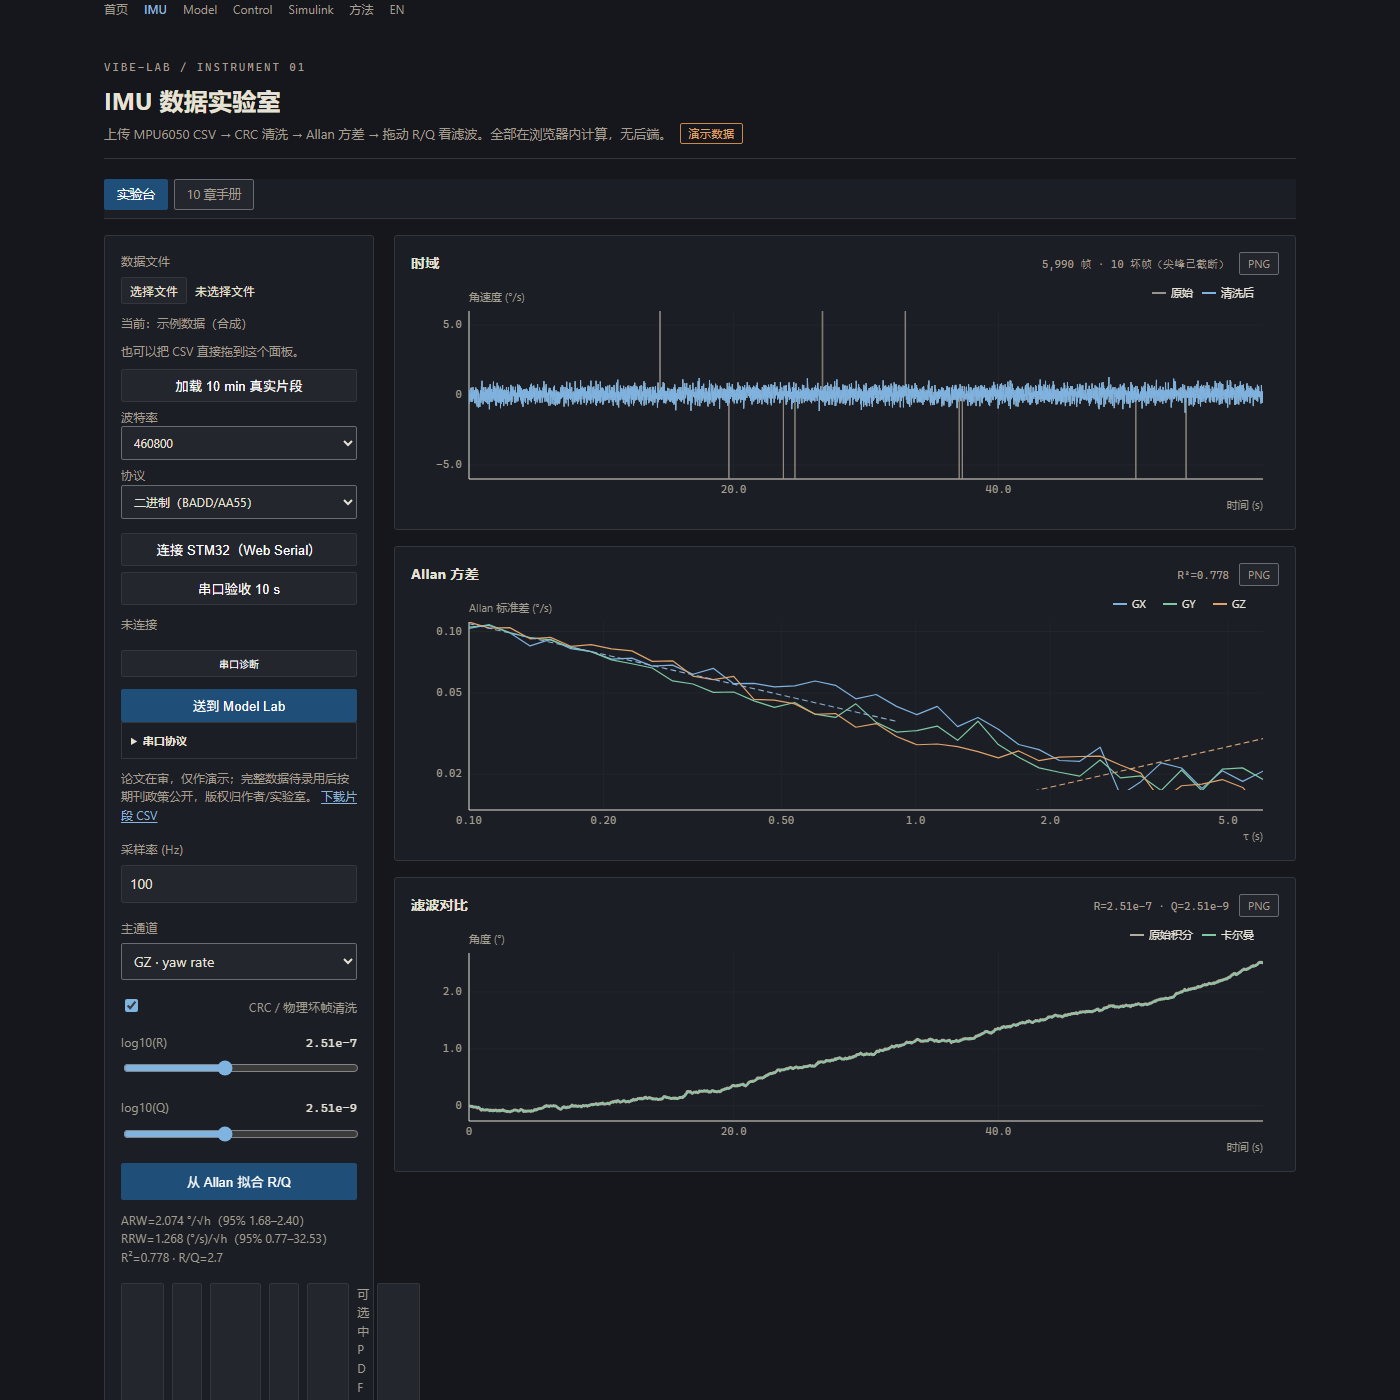 首页 IMU Model Control Simulink 方法 EN
VIBE-LAB / INSTRUMENT 01
IMU 数据实验室
上传 MPU6050 CSV → CRC 清洗 → Allan 方差 → 拖动 R/Q 看滤波。全部在浏览器内计算，无后端。 演示数据
实验台 10 章手册
数据文件
选择文件 未选择文件
当前：示例数据（合成）
也可以把 CSV 直接拖到这个面板。
加载 10 min 真实片段
波特率
460800
协议
二进制（BADD/AA55）
连接 STM32（Web Serial）
串口验收 10 s
未连接
串口诊断
送到 Model Lab
▶ 串口协议
论文在审，仅作演示；完整数据待录用后按
期刊政策公开，版权归作者/实验室。 下载片
段 CSV
采样率 (Hz)
100
主通道
GZ · yaw rate
CRC / 物理坏帧清洗
log10(R) 2.51e-7
log10(Q) 2.51e-9
从 Allan 拟合 R/Q
ARW=2.074 °/√h（95% 1.68–2.40）
RRW=1.268 (°/s)/√h（95% 0.77–32.53）
R²=0.778 · R/Q=2.7
可
选
中
P
D
F
时域 5,990 帧 · 10 坏帧（尖峰已截断） PNG
角速度 (°/s) 原始 清洗后
5.0
0
−5.0
20.0 40.0
时间 (s)
Allan 方差 R²=0.778 PNG
Allan 标准差 (°/s) GX GY GZ
0.10
0.05
0.02
0.10 0.20 0.50 1.0 2.0 5.0
τ (s)
滤波对比 R=2.51e-7 · Q=2.51e-9 PNG
角度 (°) 原始积分 卡尔曼
2.0
1.0
0
0 20.0 40.0
时间 (s)